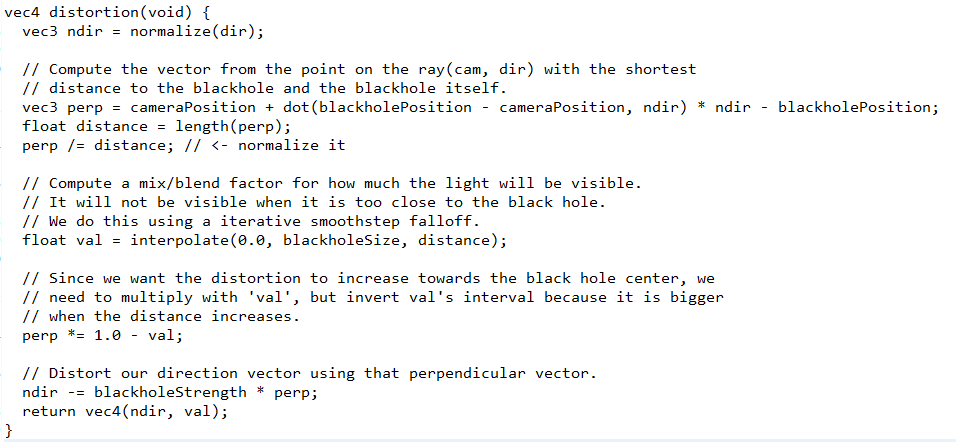 vec4 distortion(void) {
  vec3 ndir = normalize(dir);

  // Compute the vector from the point on the ray(cam, dir) with the shortest
  // distance to the blackhole and the blackhole itself.
  vec3 perp = cameraPosition + dot(blackholePosition - cameraPosition, ndir) * ndir - blackholePosition;
  float distance = length(perp);
  perp /= distance; // <- normalize it

  // Compute a mix/blend factor for how much the light will be visible.
  // It will not be visible when it is too close to the black hole.
  // We do this using a iterative smoothstep falloff.
  float val = interpolate(0.0, blackholeSize, distance);

  // Since we want the distortion to increase towards the black hole center, we
  // need to multiply with 'val', but invert val's interval because it is bigger
  // when the distance increases.
  perp *= 1.0 - val;

  // Distort our direction vector using that perpendicular vector.
  ndir -= blackholeStrength * perp;
  return vec4(ndir, val);
}